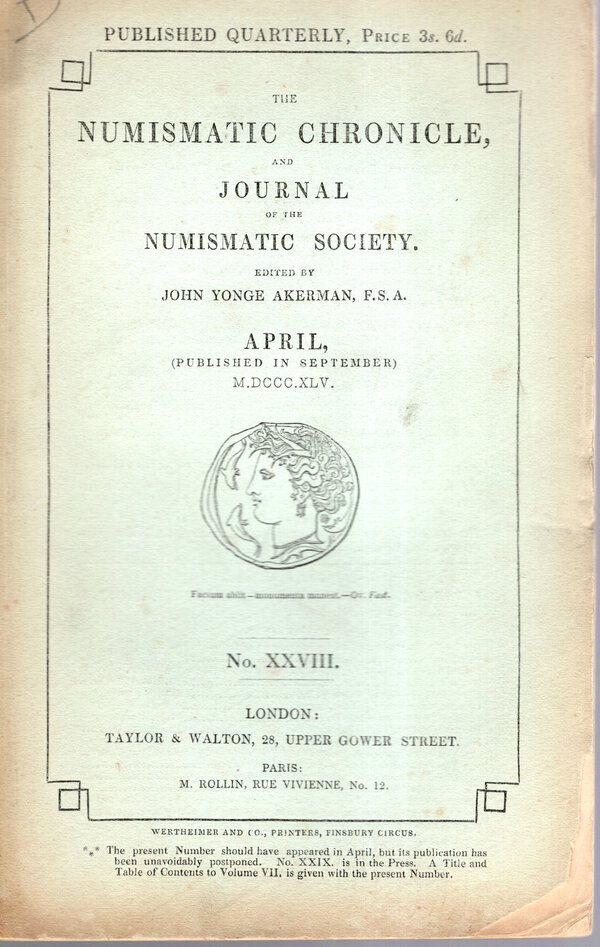 PUBLISHED QUARTERLY, PRICE 3s. 6d.
THE
NUMISMATIC CHRONICLE,
AND
JOURNAL
OF THE
NUMISMATIC SOCIETY.
EDITED BY
JOHN YONGE AKERMAN, F.S.A.
APRIL,
(PUBLISHED IN SEPTEMBER)
M.DCCC.XLV.
Factum abiit—monumenta manent.—Ov. Fast.
No. XXVIII.
LONDON:
TAYLOR & WALTON, 28, UPPER GOWER STREET.
PARIS:
M. ROLLIN, RUE VIVIENNE, No. 12.
WERTHEIMER AND CO., PRINTERS, FINSBURY CIRCUS.
*⁎* The present Number should have appeared in April, but its publication has
been unavoidably postponed. No. XXIX. is in the Press. A Title and
Table of Contents to Volume VII. is given with the present Number.